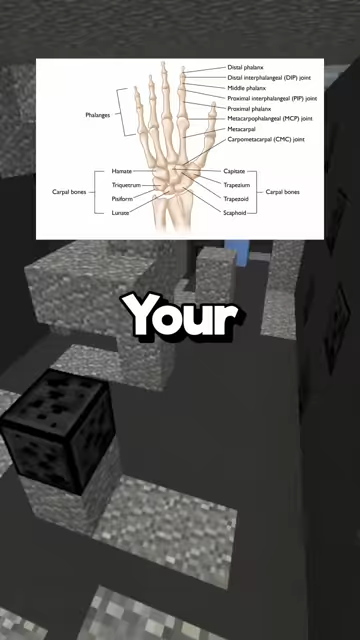 Distal phalanx
Distal interphalangeal (DIP) joint
Middle phalanx
Proximal interphalangeal (PIP) joint
Proximal phalanx
Metacarpophalangeal (MCP) joint
Metacarpal
Carpometacarpal (CMC) joint
Phalanges
Hamate
Triquetrum
Pisiform
Lunate
Carpal bones
Capitate
Trapezium
Trapezoid
Scaphoid
Carpal bones
Your